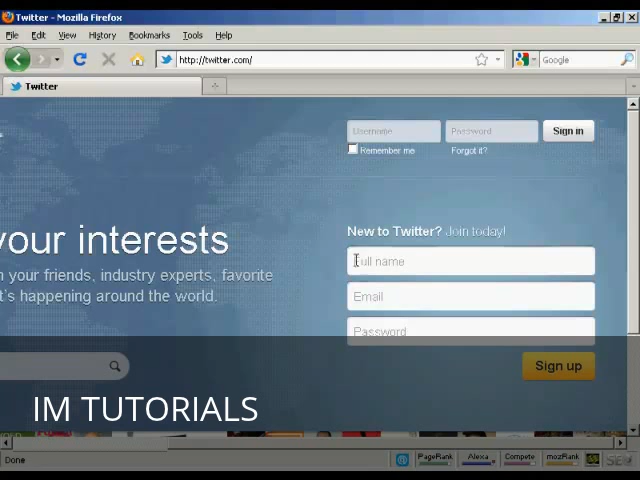 Twitter - Mozilla Firefox
File Edit View History Bookmarks Tools Help
http://twitter.com/
Google
Twitter
Username Password Sign in
Remember me Forgot it?
your interests
your friends, industry experts, favorite
what's happening around the world.
New to Twitter? Join today!
Full name
Email
Password
Sign up
IM TUTORIALS
Done
PageRank Alexa Compete mozRank